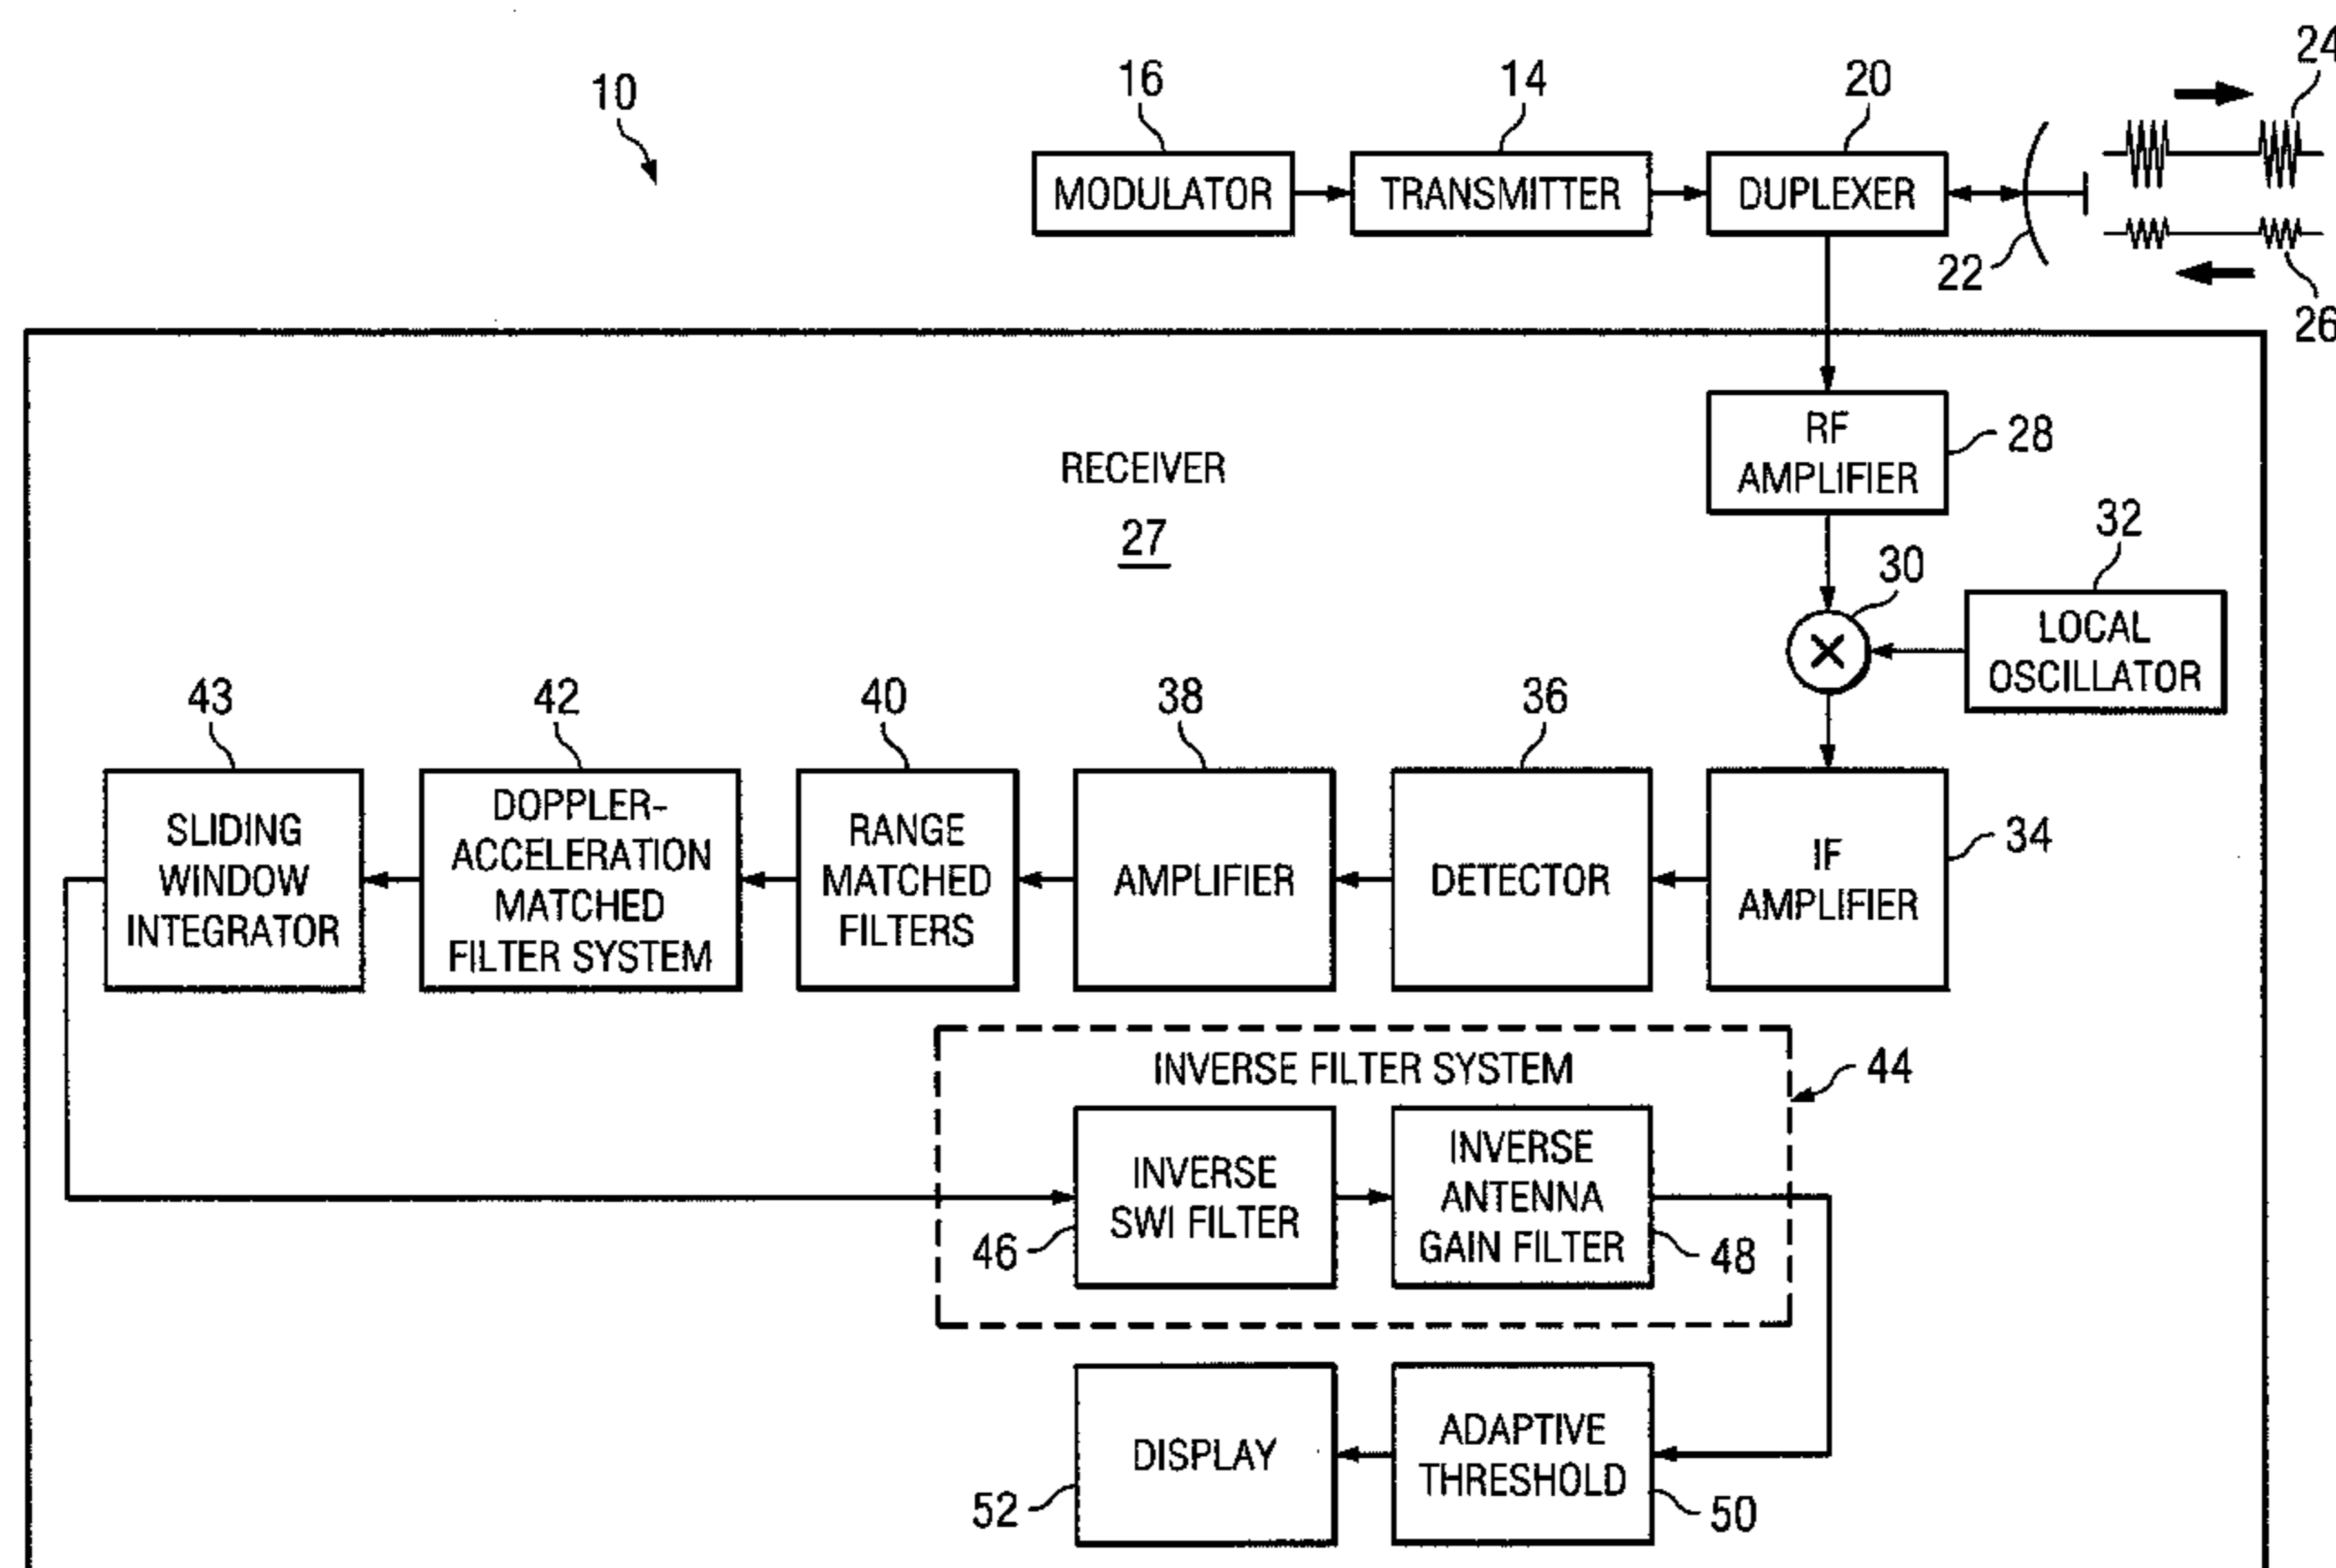 10
16
14
20
24
MODULATOR
TRANSMITTER
DUPLEXER
22
26
RF
AMPLIFIER
28
RECEIVER
27
30
32
LOCAL
OSCILLATOR
43
42
40
38
36
34
SLIDING
WINDOW
INTEGRATOR
DOPPLER-
ACCELERATION
MATCHED
FILTER SYSTEM
RANGE
MATCHED
FILTERS
AMPLIFIER
DETECTOR
IF
AMPLIFIER
INVERSE FILTER SYSTEM
44
INVERSE
SWI FILTER
46
INVERSE
ANTENNA
GAIN FILTER
48
DISPLAY
52
ADAPTIVE
THRESHOLD
50